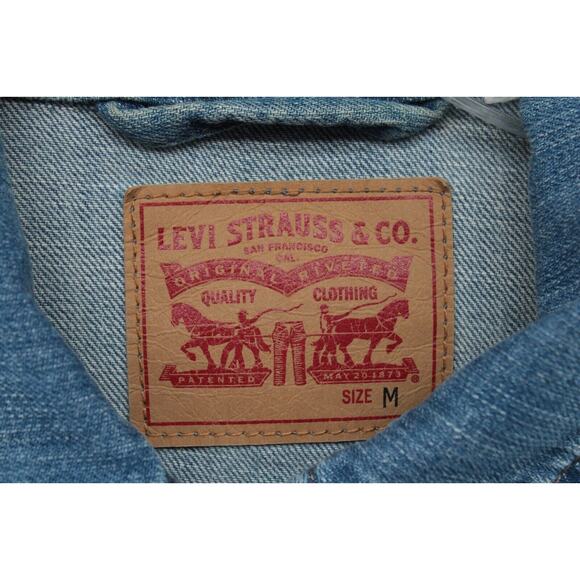 LEVI STRAUSS & CO.
SAN FRANCISCO
CAL
ORIGINAL RIVETED
QUALITY CLOTHING
PATENTED MAY 20 1873 ®
SIZE M